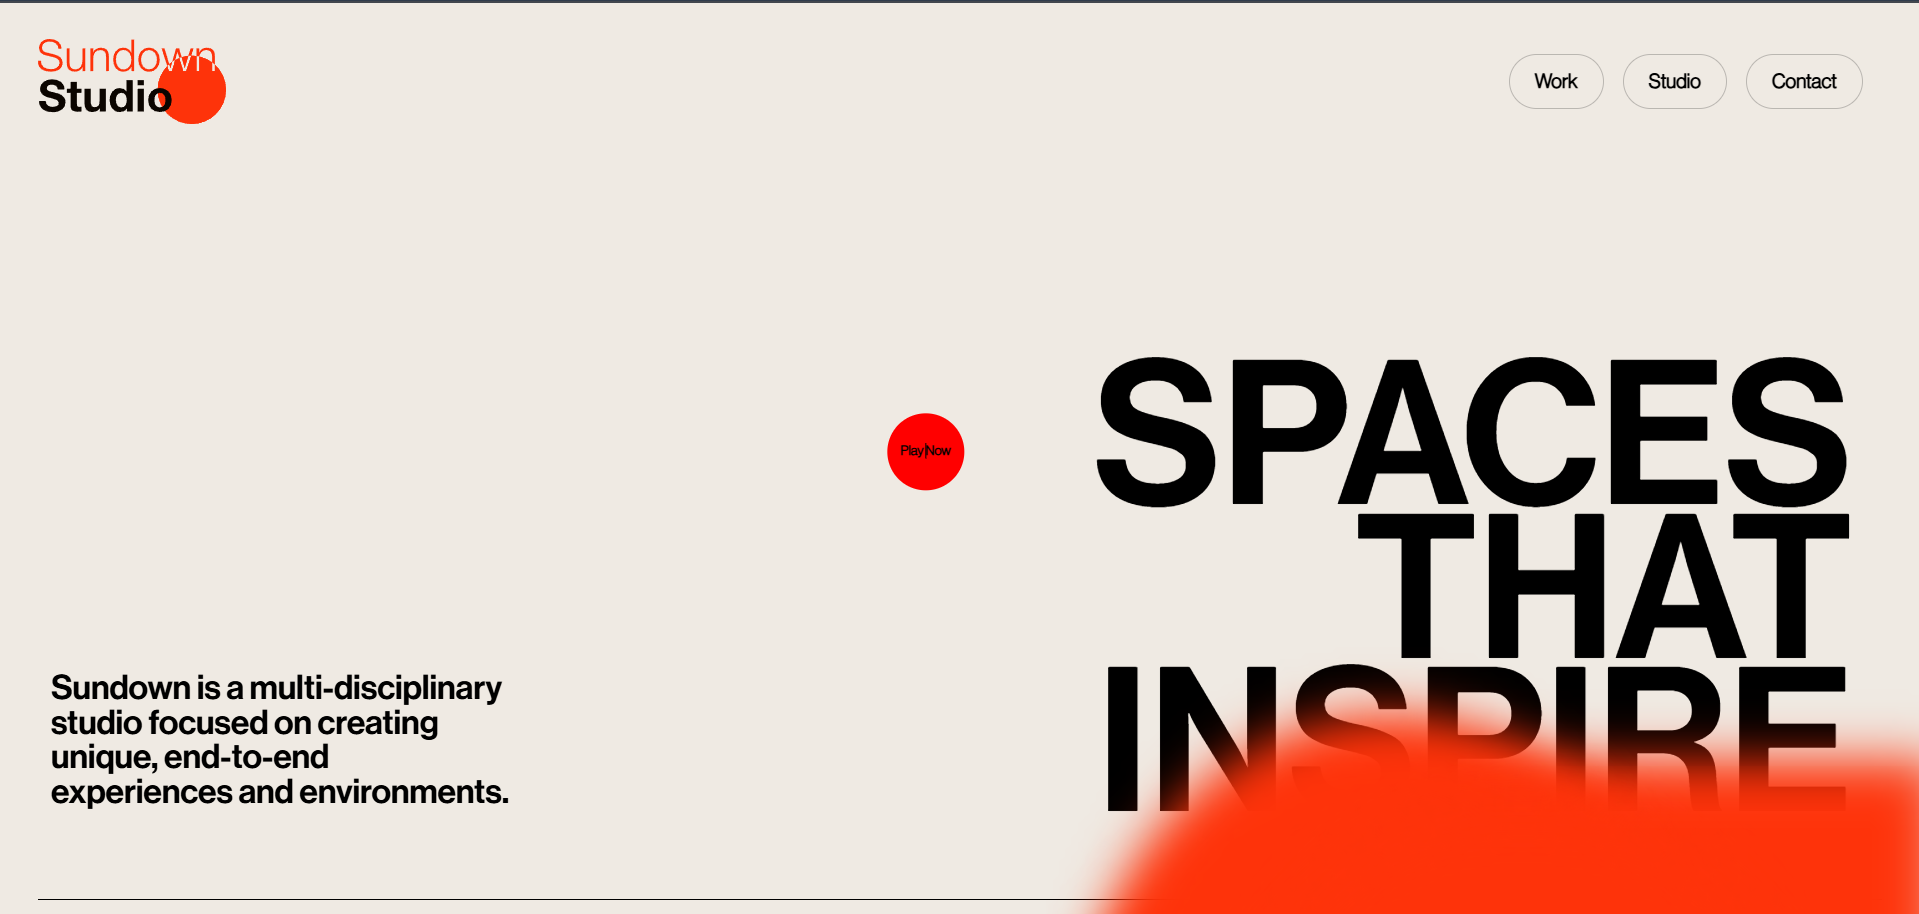 Sundown
Studio
Work
Studio
Contact
SPACES
THAT
INSPIRE
Play Now
Sundown is a multi-disciplinary
studio focused on creating
unique, end-to-end
experiences and environments.